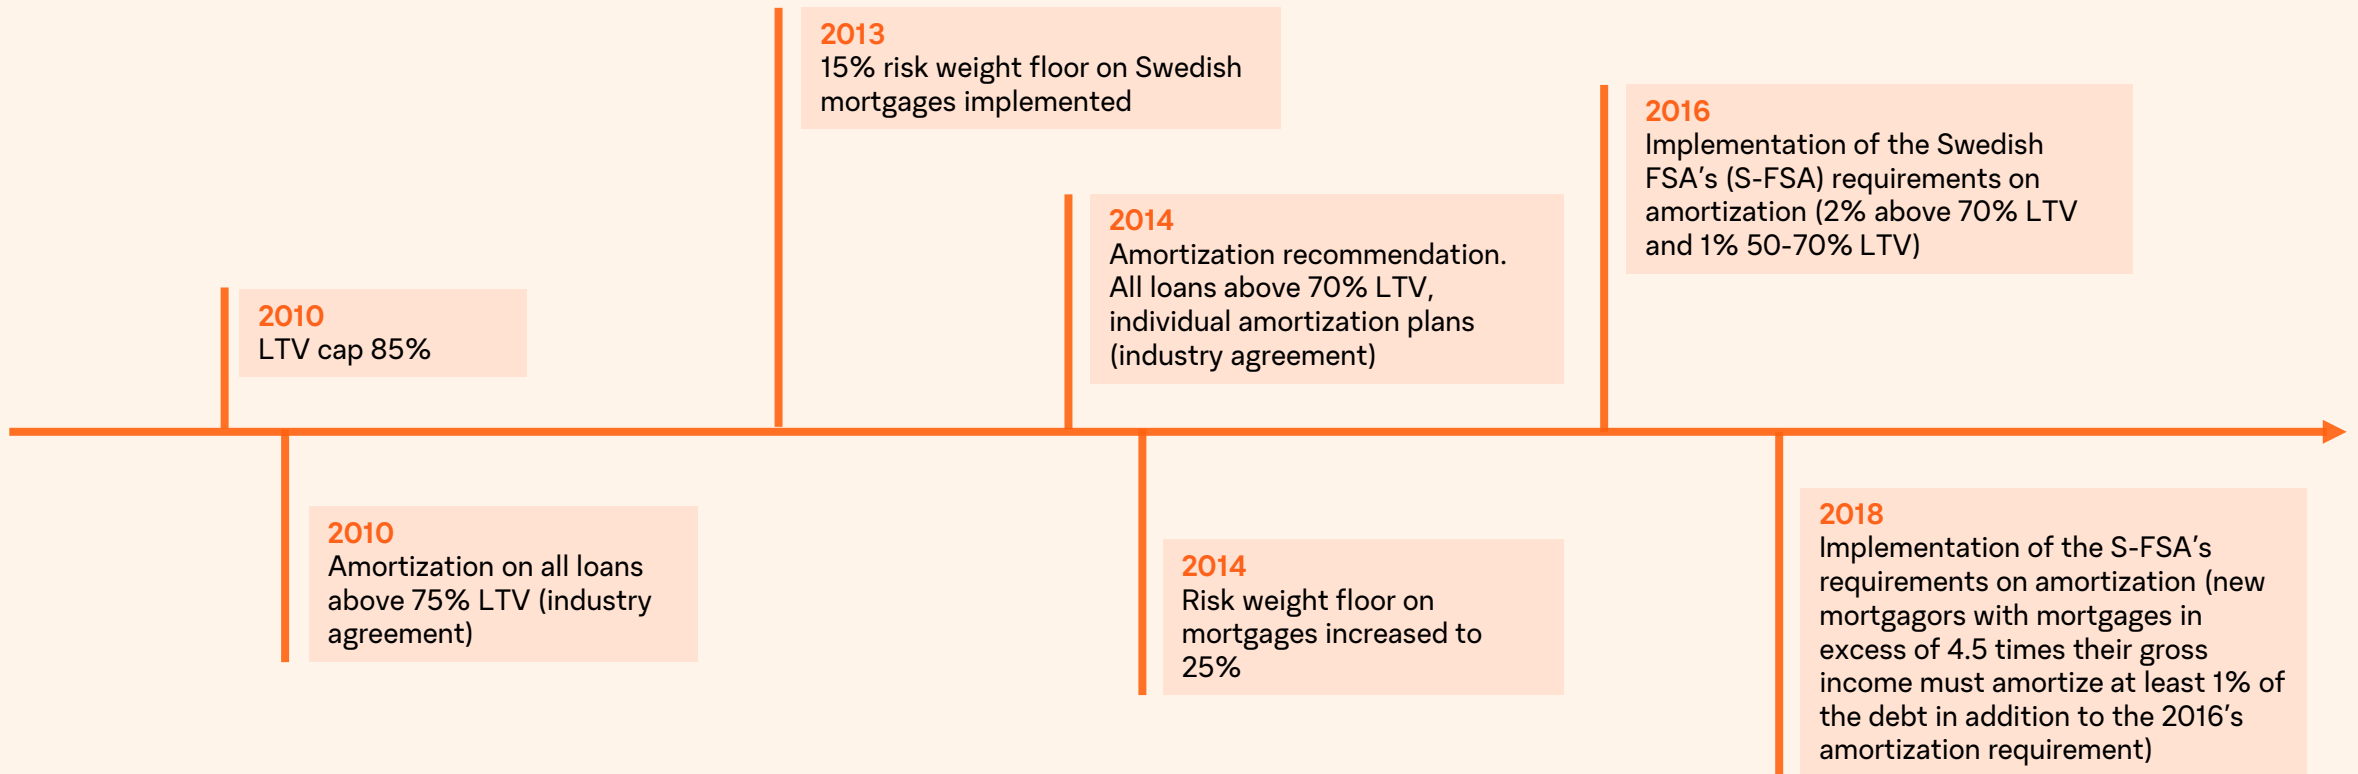 2013
15% risk weight floor on Swedish
mortgages implemented
2016
Implementation of the Swedish
FSA's (S-FSA) requirements on
amortization (2% above 70% LTV
and 1% 50-70% LTV)
2014
Amortization recommendation.
All loans above 70% LTV,
individual amortization plans
(industry agreement)
2010
LTV cap 85%
2010
Amortization on all loans
above 75% LTV (industry
agreement)
2014
Risk weight floor on
mortgages increased to
25%
2018
Implementation of the S-FSA's
requirements on amortization (new
mortgagors with mortgages in
excess of 4.5 times their gross
income must amortize at least 1% of
the debt in addition to the 2016's
amortization requirement)